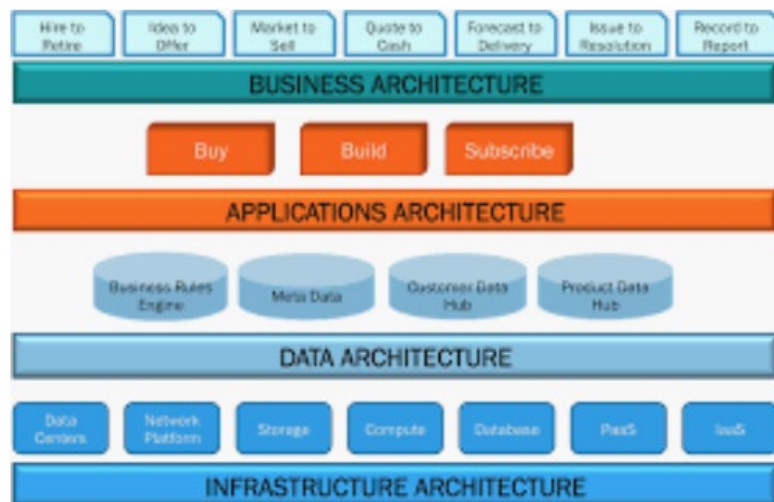 Hire to
Retire
Idea to
Offer
Market to
Sell
Quote to
Cash
Forecast to
Delivery
Issue to
Resolution
Record to
Report
BUSINESS ARCHITECTURE
Buy
Build
Subscribe
APPLICATIONS ARCHITECTURE
Business Rules
Engine
Meta Data
Customer Data
Hub
Product Data
Hub
DATA ARCHITECTURE
Data
Centers
Network
Platform
Storage
Compute
Database
PaaS
IaaS
INFRASTRUCTURE ARCHITECTURE